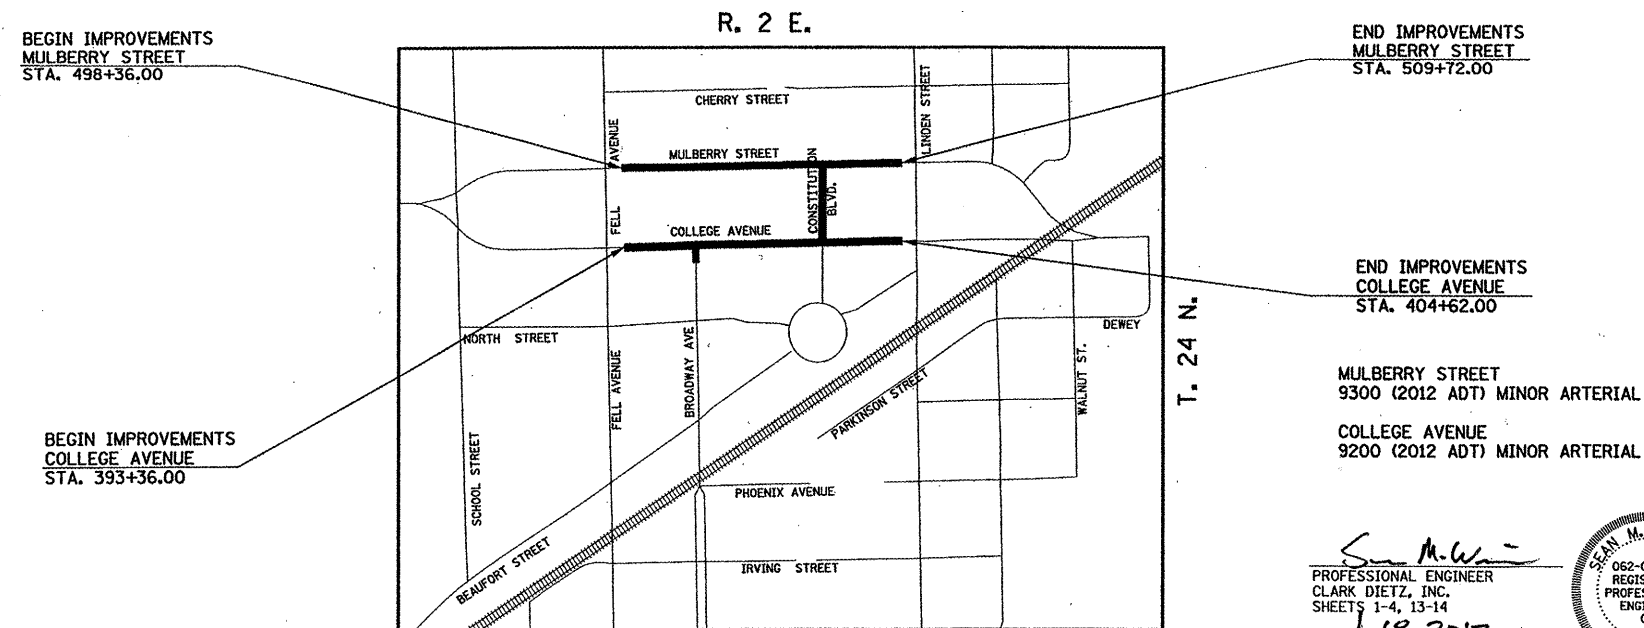 R. 2 E.
BEGIN IMPROVEMENTS
MULBERRY STREET
STA. 498+36.00
END IMPROVEMENTS
MULBERRY STREET
STA. 509+72.00
CHERRY STREET
LINDEN STREET
FELL AVENUE
MULBERRY STREET
CONSTITUTION
BLVD.
COLLEGE AVENUE
END IMPROVEMENTS
COLLEGE AVENUE
STA. 404+62.00
T. 24 N.
NORTH STREET
DEWEY
FELL AVENUE
BROADWAY AVE
WALNUT ST.
PARKINSON STREET
MULBERRY STREET
9300 (2012 ADT) MINOR ARTERIAL
COLLEGE AVENUE
9200 (2012 ADT) MINOR ARTERIAL
BEGIN IMPROVEMENTS
COLLEGE AVENUE
STA. 393+36.00
SCHOOL STREET
PHOENIX AVENUE
BEAUFORT STREET
IRVING STREET
PROFESSIONAL ENGINEER
CLARK DIETZ, INC.
SHEETS 1-4, 13-14
SEAN M.